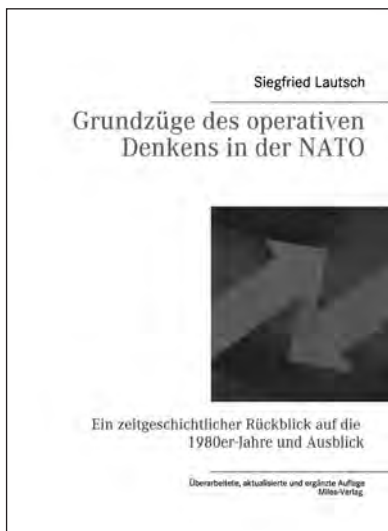 Siegfried Lautsch
Grundzüge des operativen
Denkens in der NATO
Ein zeitgeschichtlicher Rückblick auf die
1980er-Jahre und Ausblick
Überarbeitete, aktualisierte und ergänzte Auflage
Miles-Verlag